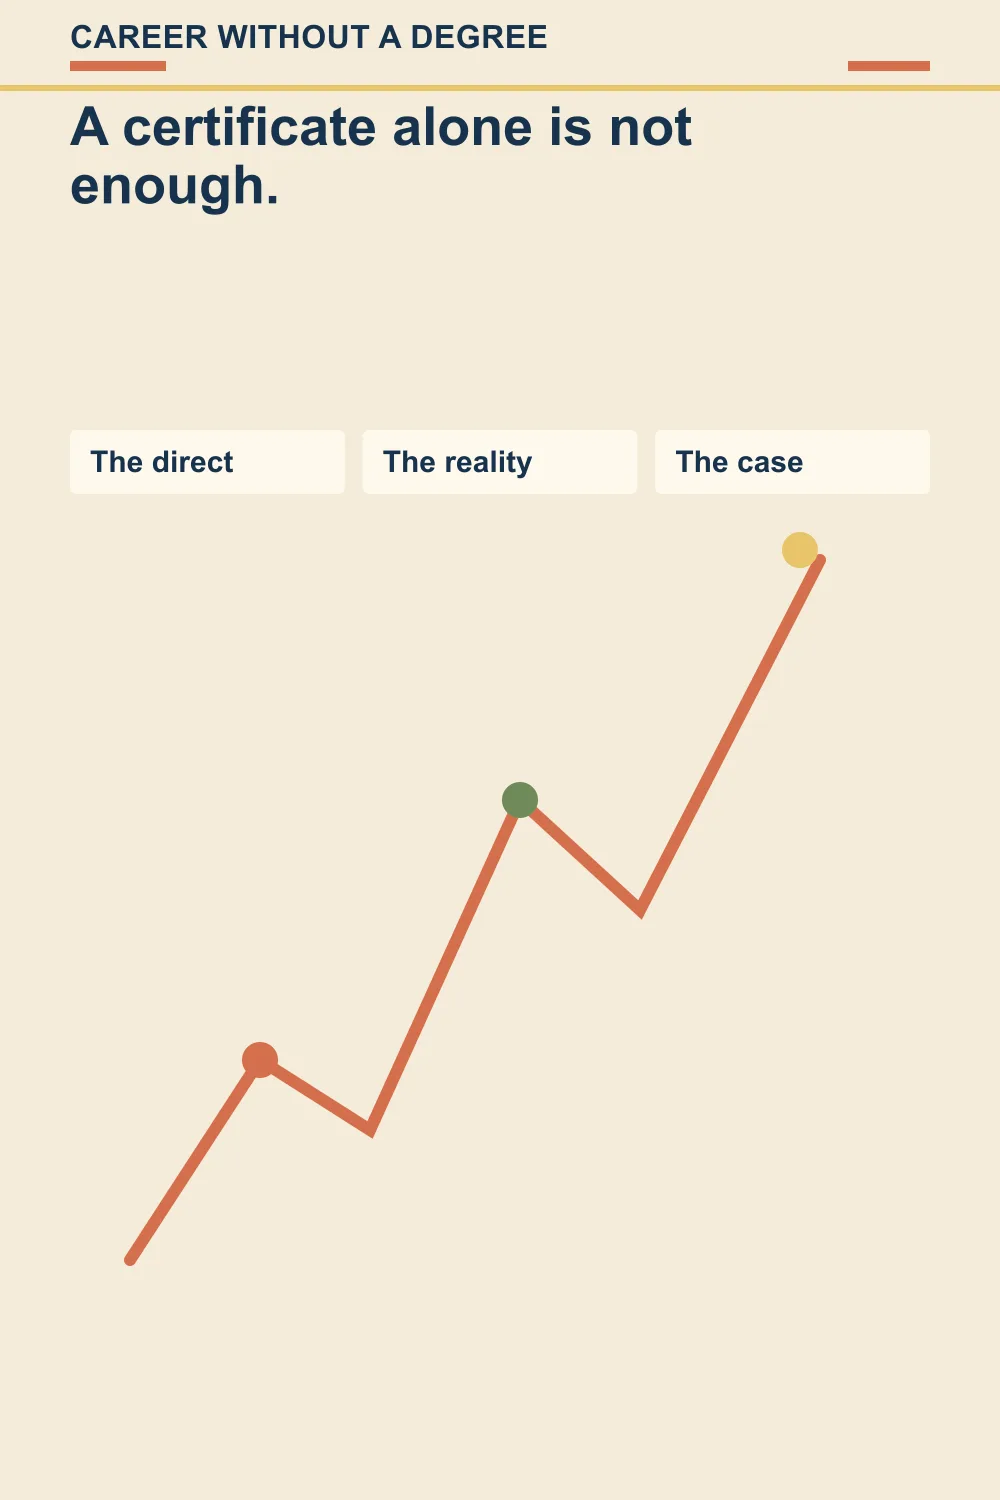 CAREER WITHOUT A DEGREE
A certificate alone is not
enough.
The direct
The reality
The case